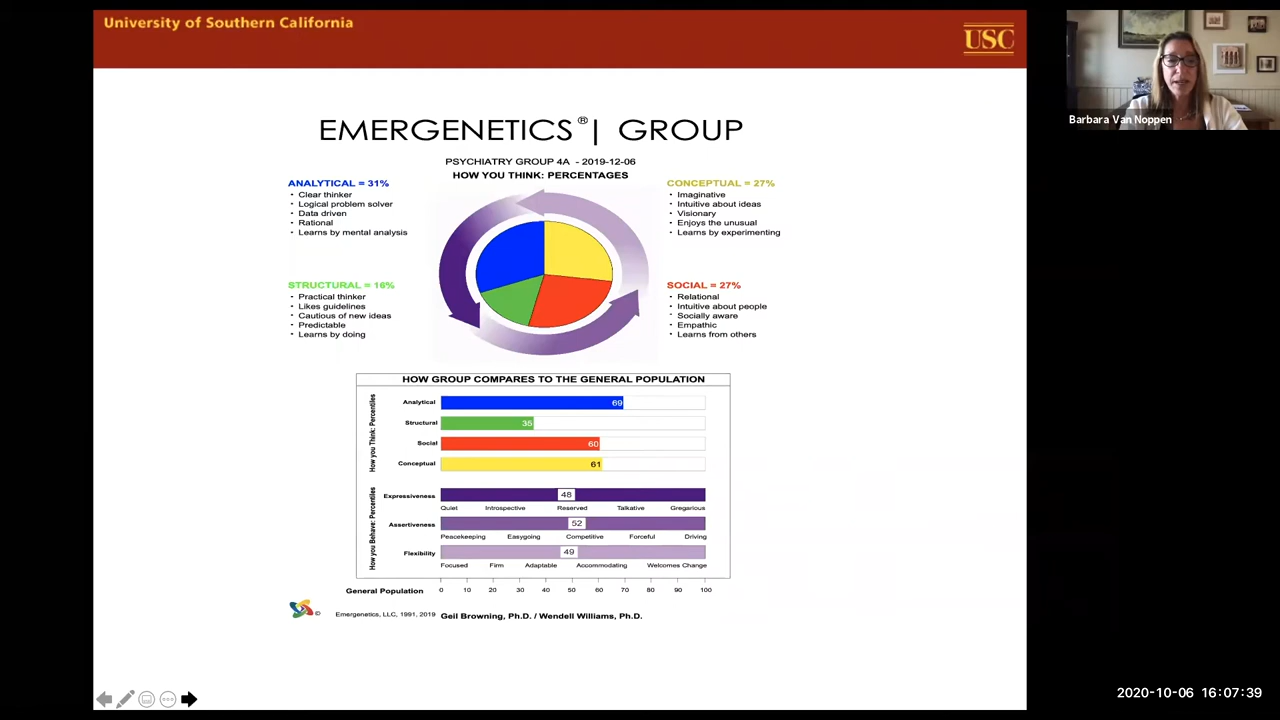 University of Southern California
USC
Barbara Van Noppen
EMERGENETICS®| GROUP
PSYCHIATRY GROUP 4A - 2019-12-06
HOW YOU THINK: PERCENTAGES
ANALYTICAL = 31%
• Clear thinker
• Logical problem solver
• Data driven
• Rational
• Learns by mental analysis
CONCEPTUAL = 27%
• Imaginative
• Intuitive about ideas
• Visionary
• Enjoys the unusual
• Learns by experimenting
STRUCTURAL = 16%
• Practical thinker
• Likes guidelines
• Cautious of new ideas
• Predictable
• Learns by doing
SOCIAL = 27%
• Relational
• Intuitive about people
• Socially aware
• Empathic
• Learns from others
HOW GROUP COMPARES TO THE GENERAL POPULATION
How you Think: Percentiles
Analytical 69
Structural 35
Social 60
Conceptual 61
How you Behave: Percentiles
Expressiveness 48
Quiet Introspective Reserved Talkative Gregarious
Assertiveness 52
Peacekeeping Easygoing Competitive Forceful Driving
Flexibility 49
Focused Firm Adaptable Accommodating Welcomes Change
General Population 0 10 20 30 40 50 60 70 80 90 100
© Emergenetics, LLC, 1991, 2019 Geil Browning, Ph.D. / Wendell Williams, Ph.D.
2020-10-06 16:07:39